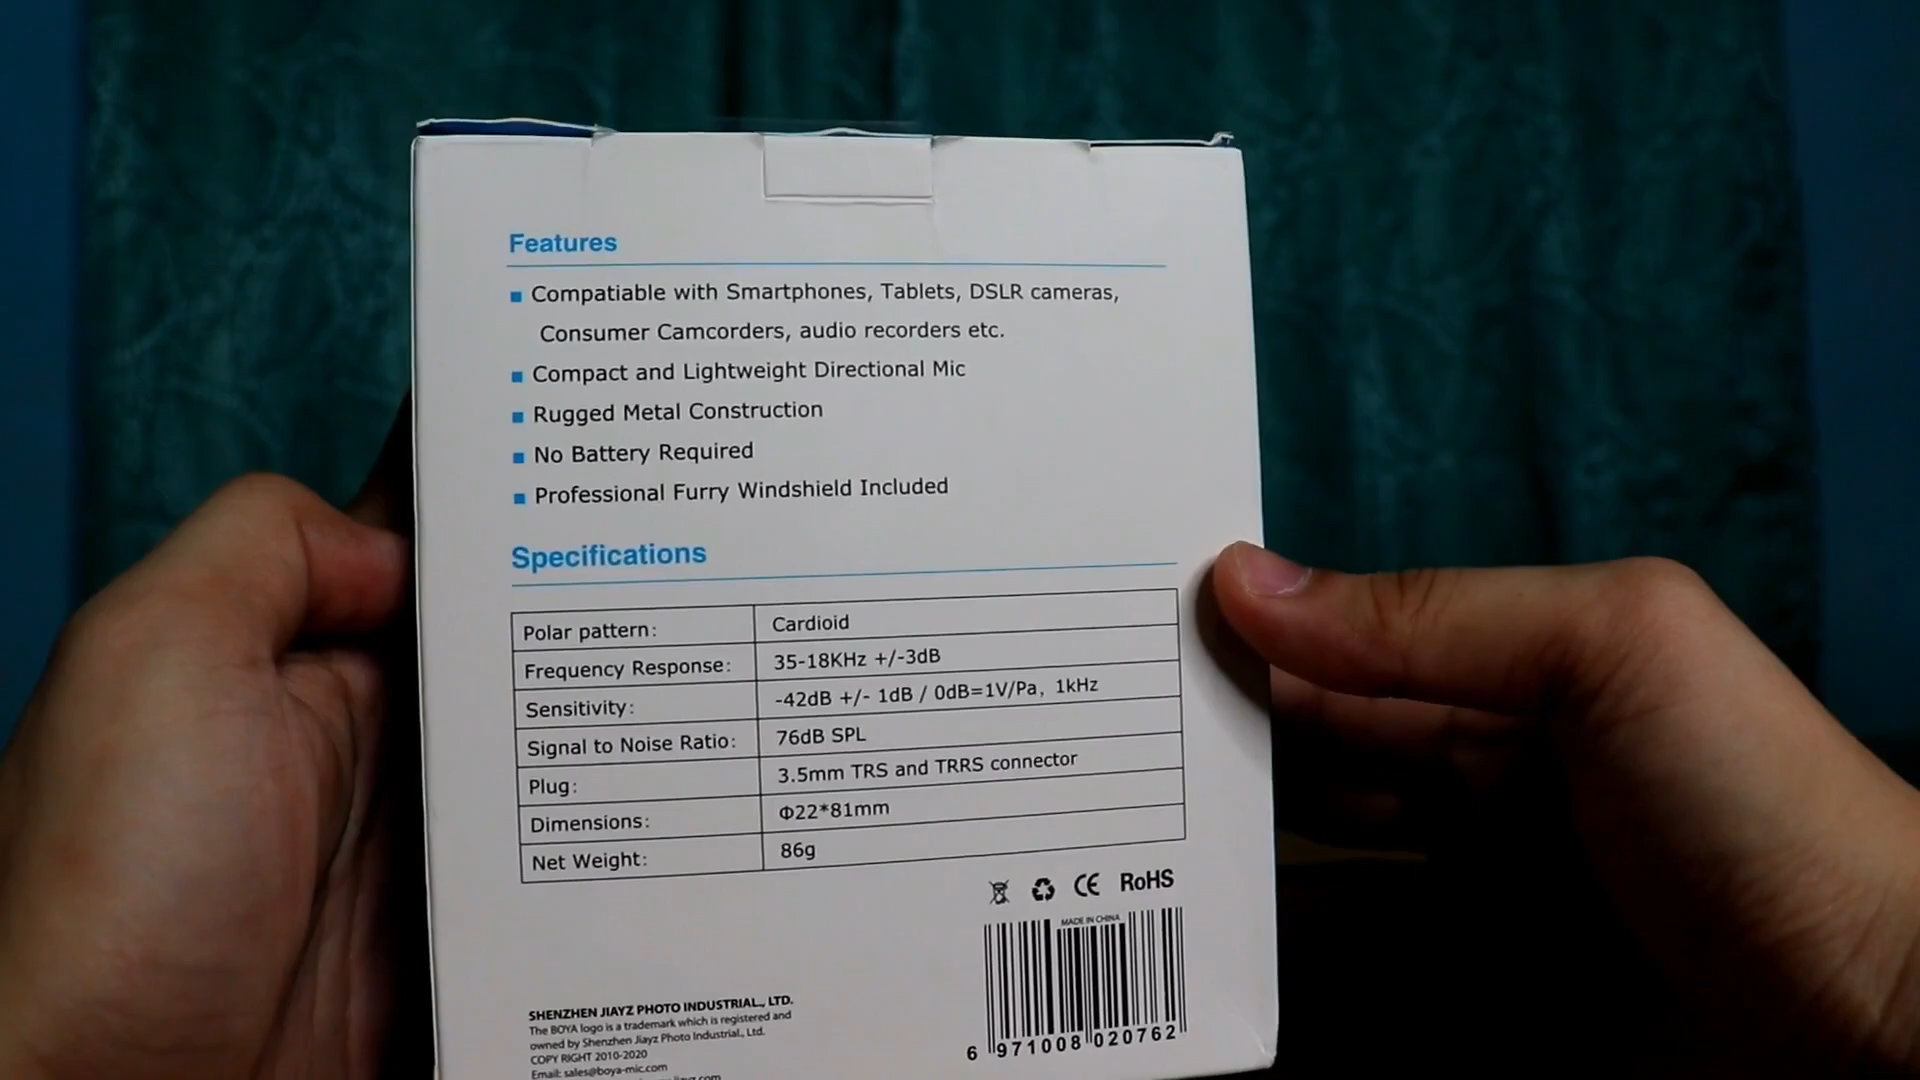 Features
Compatiable with Smartphones, Tablets, DSLR cameras,
Consumer Camcorders, audio recorders etc.
Compact and Lightweight Directional Mic
Rugged Metal Construction
No Battery Required
Professional Furry Windshield Included
Specifications
Polar pattern: Cardioid
Frequency Response: 35-18KHz +/-3dB
Sensitivity: -42dB +/- 1dB / 0dB=1V/Pa, 1kHz
Signal to Noise Ratio: 76dB SPL
Plug: 3.5mm TRS and TRRS connector
Dimensions: Φ22*81mm
Net Weight: 86g
CE RoHS
MADE IN CHINA
6 971008 020762
SHENZHEN JIAYZ PHOTO INDUSTRIAL., LTD.
The BOYA logo is a trademark which is registered and
owned by Shenzhen Jiayz Photo Industrial., Ltd.
COPY RIGHT 2010-2020
Email: sales@boya-mic.com